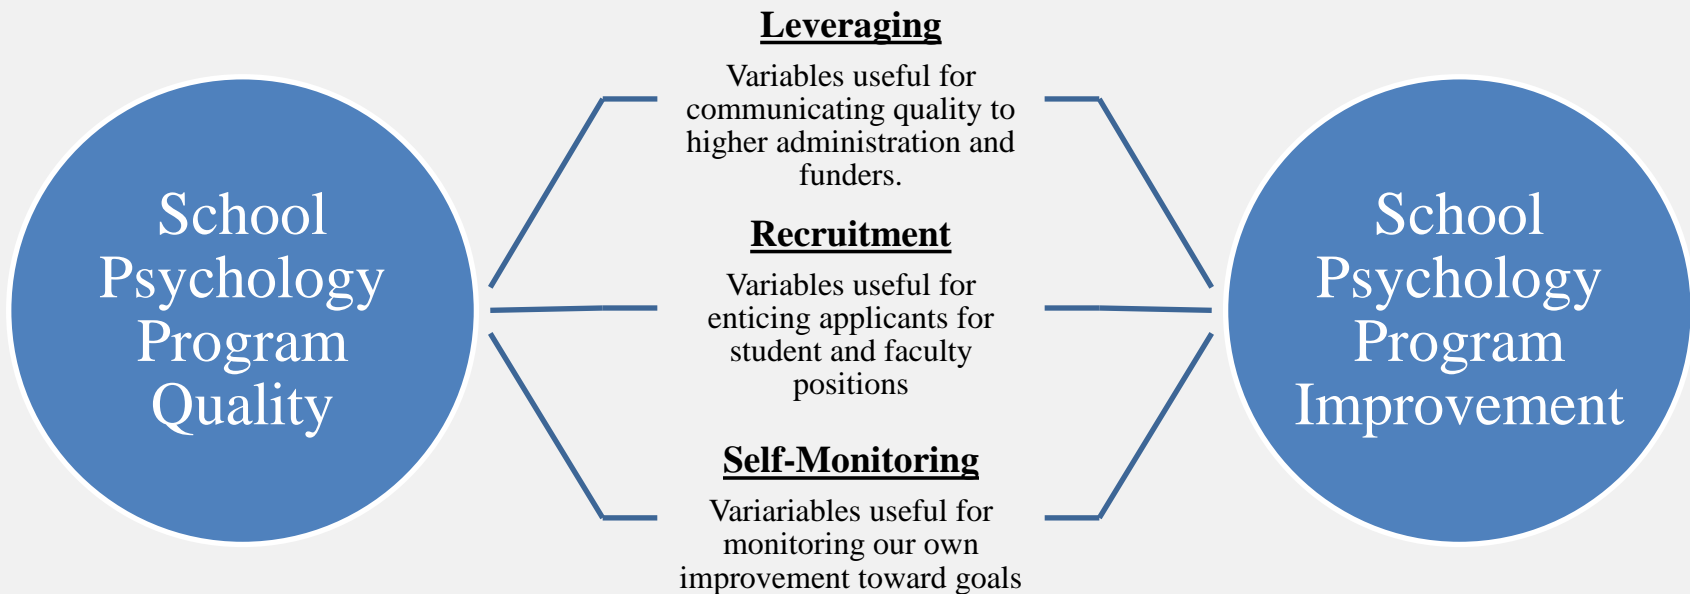 School
Psychology
Program
Quality
Leveraging
Variables useful for
communicating quality to
higher administration and
funders.
Recruitment
Variables useful for
enticing applicants for
student and faculty
positions
Self-Monitoring
Varariables useful for
monitoring our own
improvement toward goals
School
Psychology
Program
Improvement